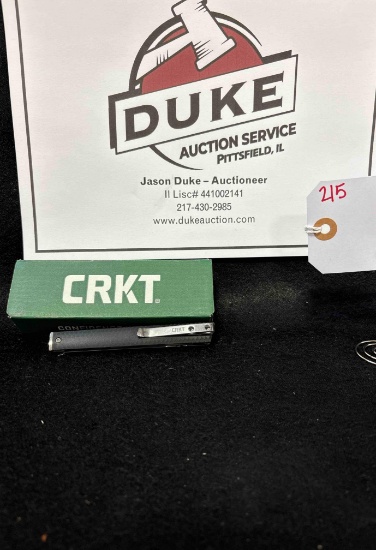 DUKE
AUCTION SERVICE
PITTSFIELD, IL
Jason Duke – Auctioneer
Il Lisc# 441002141
217-430-2985
www.dukeauction.com
215
CRKT
CRKT